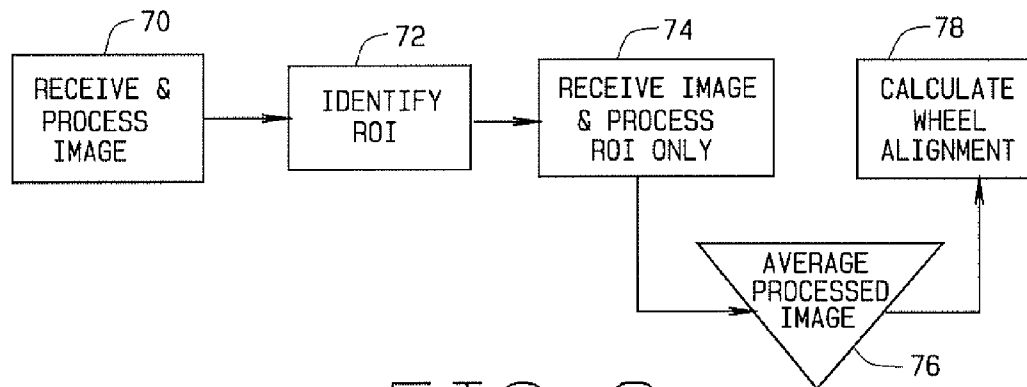 70
RECEIVE &
PROCESS
IMAGE
72
IDENTIFY
ROI
74
RECEIVE IMAGE
& PROCESS
ROI ONLY
78
CALCULATE
WHEEL
ALIGNMENT
AVERAGE
PROCESSED
IMAGE
76